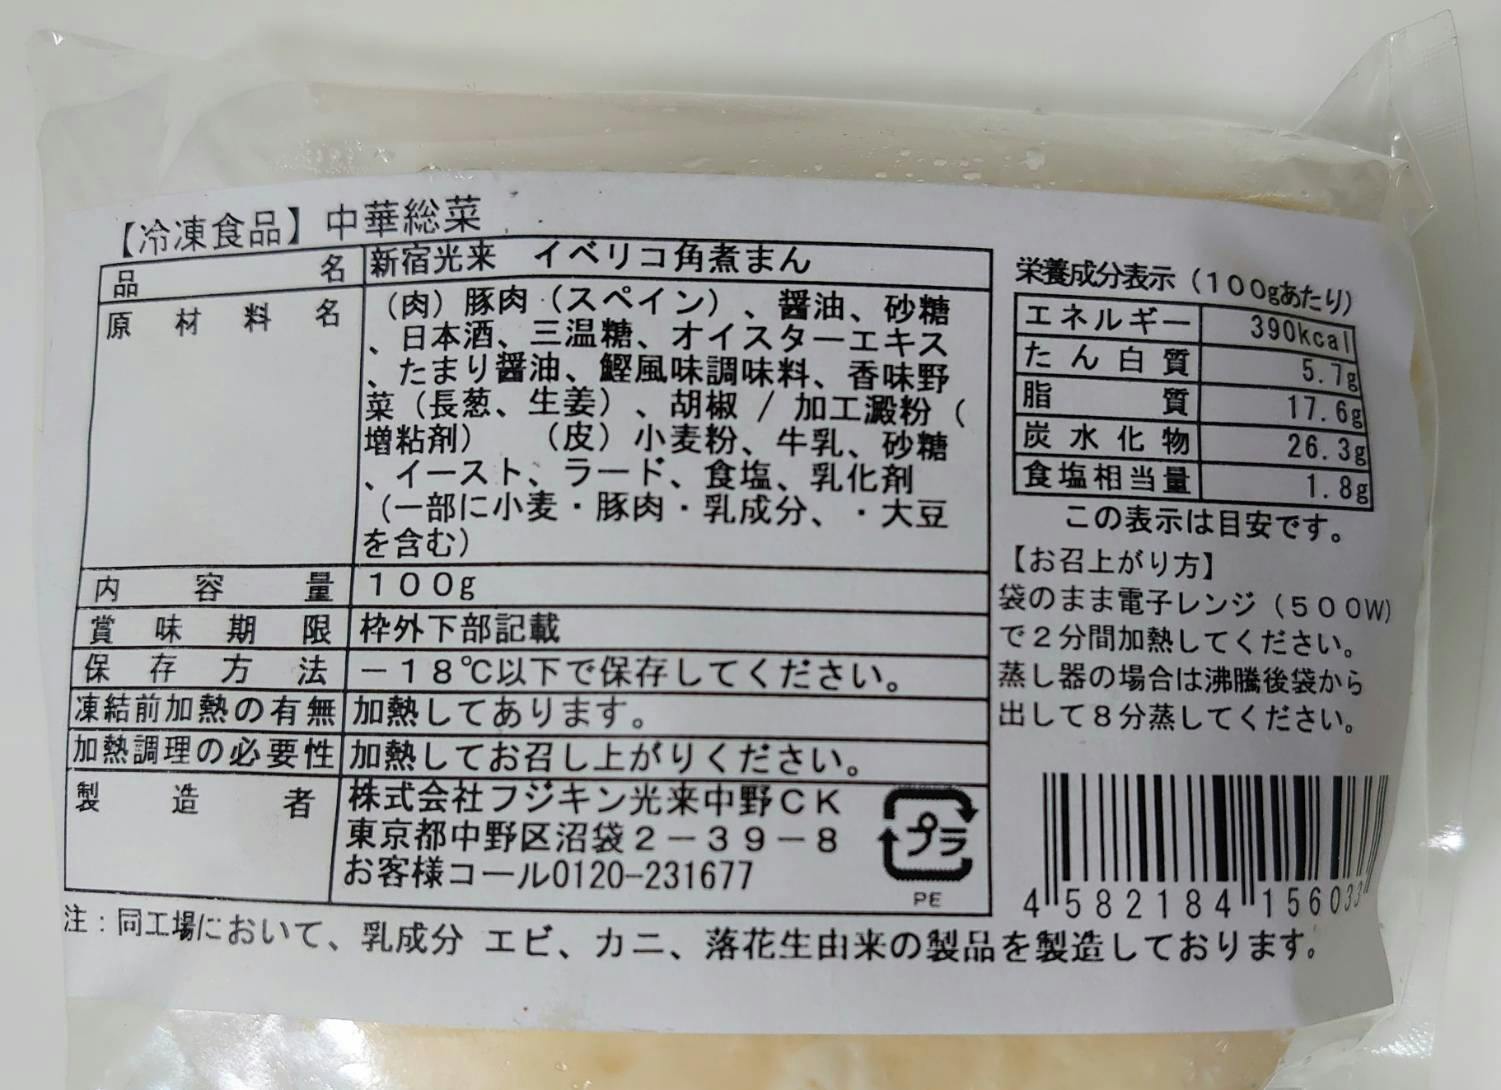 【冷凍食品】中華総菜
品名 新宿光来 イベリコ角煮まん
原材料名 （肉）豚肉（スペイン）、醤油、砂糖
、日本酒、三温糖、オイスターエキス
、たまり醤油、鰹風味調味料、香味野
菜（長葱、生姜）、胡椒／加工澱粉（
増粘剤） （皮）小麦粉、牛乳、砂糖
、イースト、ラード、食塩、乳化剤
（一部に小麦・豚肉・乳成分、・大豆
を含む）
内容量 １００g
賞味期限 枠外下部記載
保存方法 －１８℃以下で保存してください。
凍結前加熱の有無 加熱してあります。
加熱調理の必要性 加熱してお召し上がりください。
製造者 株式会社フジキン光来中野ＣＫ
東京都中野区沼袋２－３９－８
お客様コール0120-231677
プラ
PE
栄養成分表示（１００gあたり）
エネルギー 390kcal
たん白質 5.7g
脂質 17.6g
炭水化物 26.3g
食塩相当量 1.8g
この表示は目安です。
【お召上がり方】
袋のまま電子レンジ（５００W）
で２分間加熱してください。
蒸し器の場合は沸騰後袋から
出して８分蒸してください。
4 582184 156033
注：同工場において、乳成分 エビ、カニ、落花生由来の製品を製造しております。